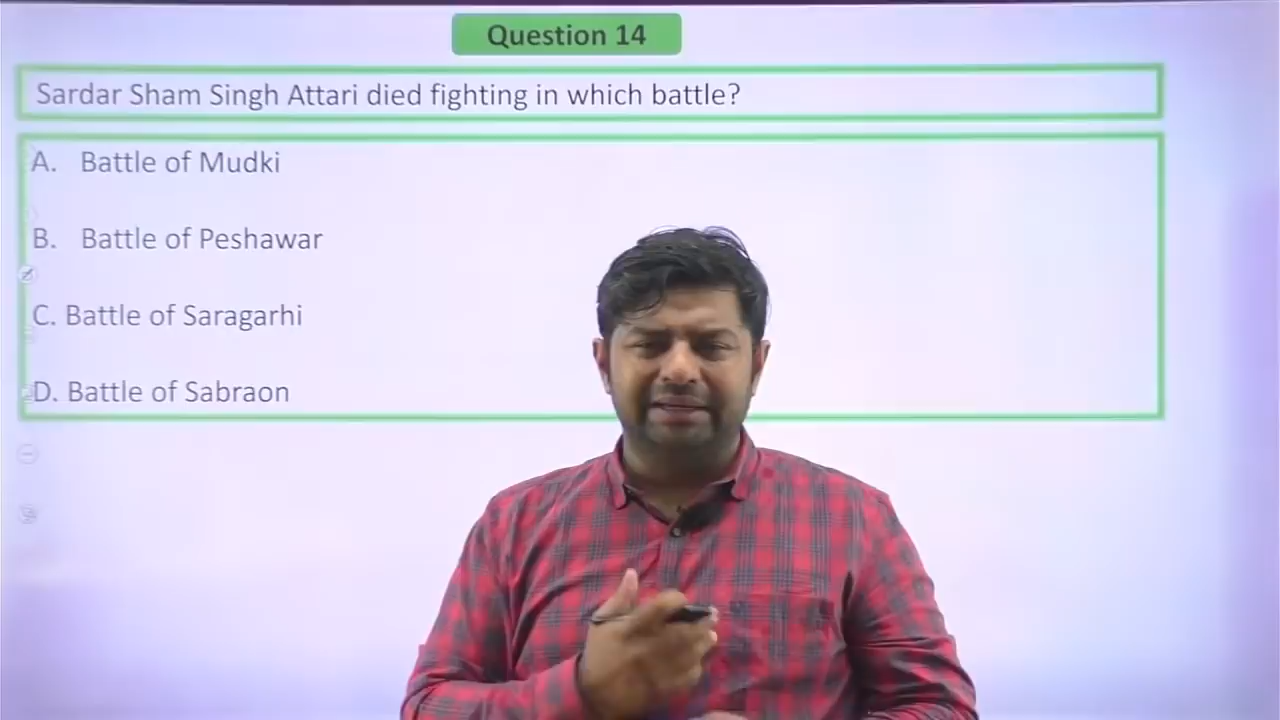 Question 14
Sardar Sham Singh Attari died fighting in which battle?
A. Battle of Mudki
B. Battle of Peshawar
C. Battle of Saragarhi
D. Battle of Sabraon